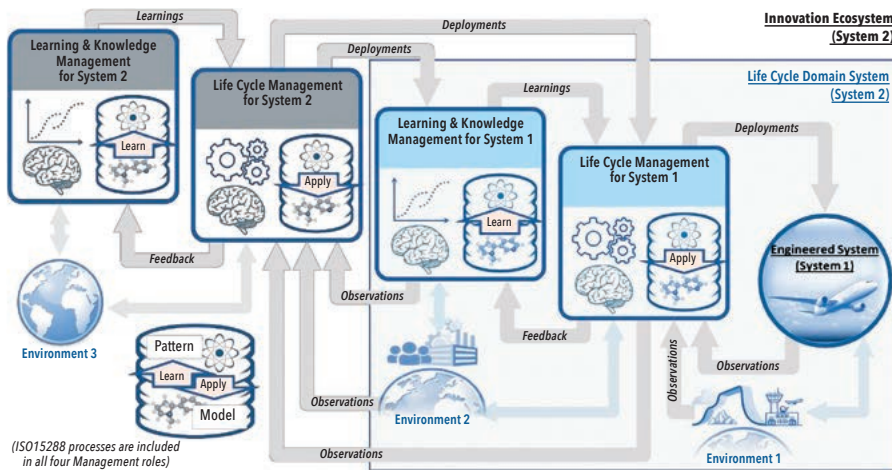 Learnings
Deployments
Innovation Ecosystem
(System 2)
Learning & Knowledge
Management
for System 2
Learn
Life Cycle Management
for System 2
Apply
Deployments
Life Cycle Domain System
(System 2)
Learnings
Learning & Knowledge
Management for System 1
Learn
Deployments
Life Cycle Management
for System 1
Apply
Engineered System
(System 1)
Feedback
Observations
Feedback
Observations
Observations
Environment 3
Pattern
Learn
Apply
Model
Observations
Environment 2
Environment 1
Observations
(ISO15288 processes are included
in all four Management roles)